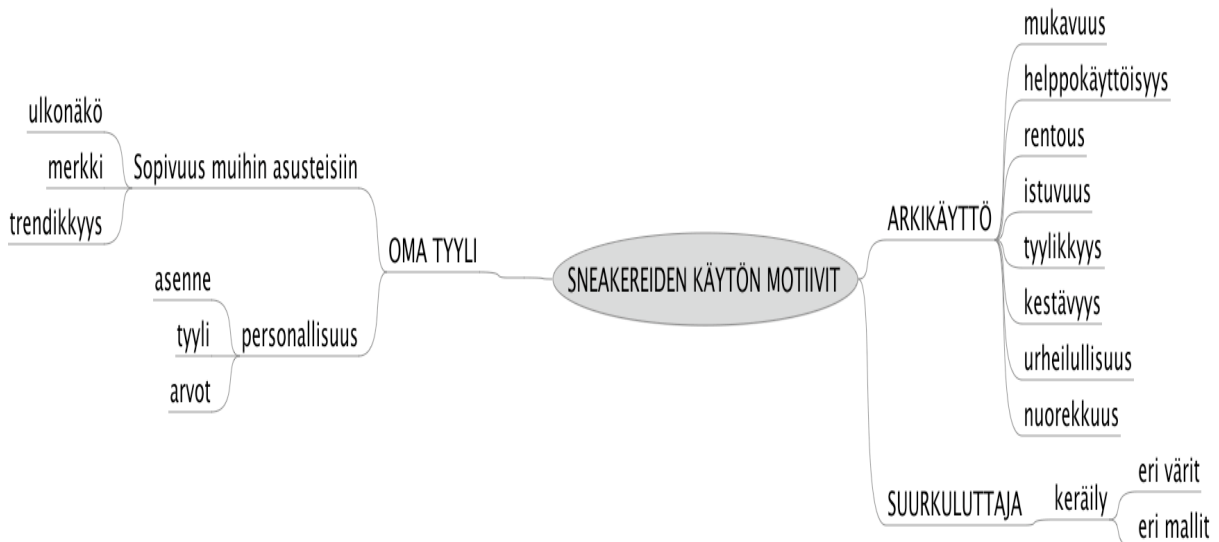 ulkonäkö
merkki
trendikkyys
Sopivuus muihin asusteisiin
asenne
tyyli
arvot
personallisuus
OMA TYYLI
SNEAKEREIDEN KÄYTÖN MOTIIVIT
ARKIKÄYTTÖ
mukavuus
helppokäyttöisyys
rentous
istuvuus
tyylikkyys
kestävyys
urheilullisuus
nuorekkuus
SUURKULUTTAJA
keräily
eri värit
eri mallit